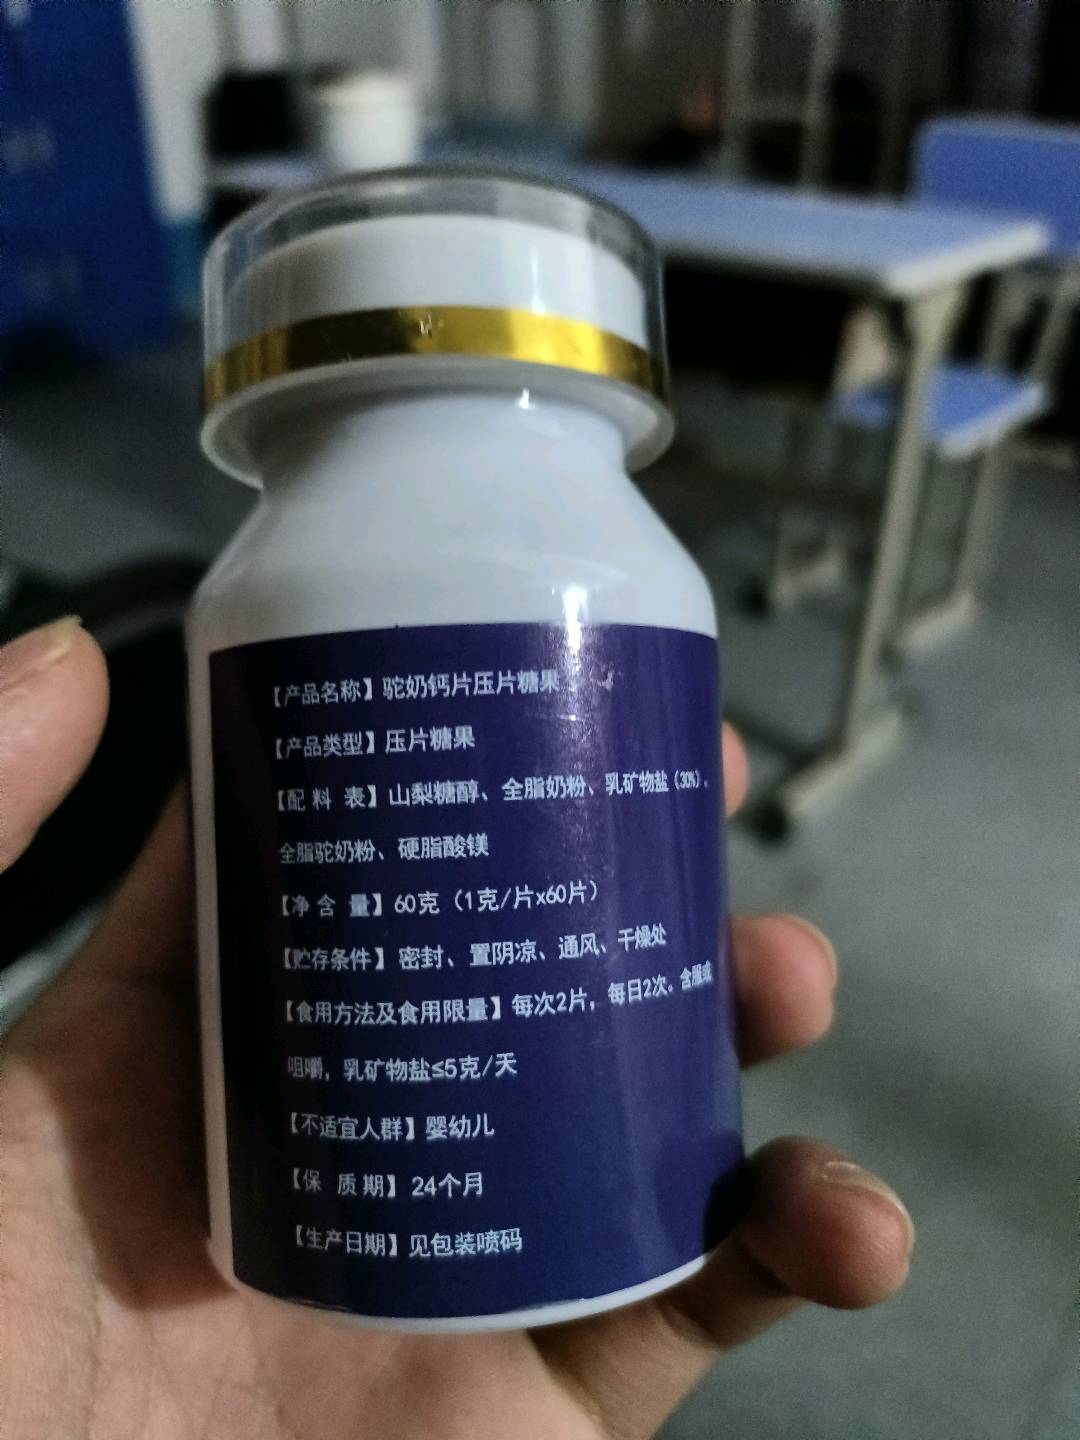 【产品名称】驼奶钙片压片糖果
【产品类型】压片糖果
【配 料 表】山梨糖醇、全脂奶粉、乳矿物盐（30%）、
全脂驼奶粉、硬脂酸镁
【净 含 量】60克（1克/片x60片）
【贮存条件】密封、置阴凉、通风、干燥处
【食用方法及食用限量】每次2片，每日2次。含服或
咀嚼，乳矿物盐≤5克/天
【不适宜人群】婴幼儿
【保 质 期】24个月
【生产日期】见包装喷码